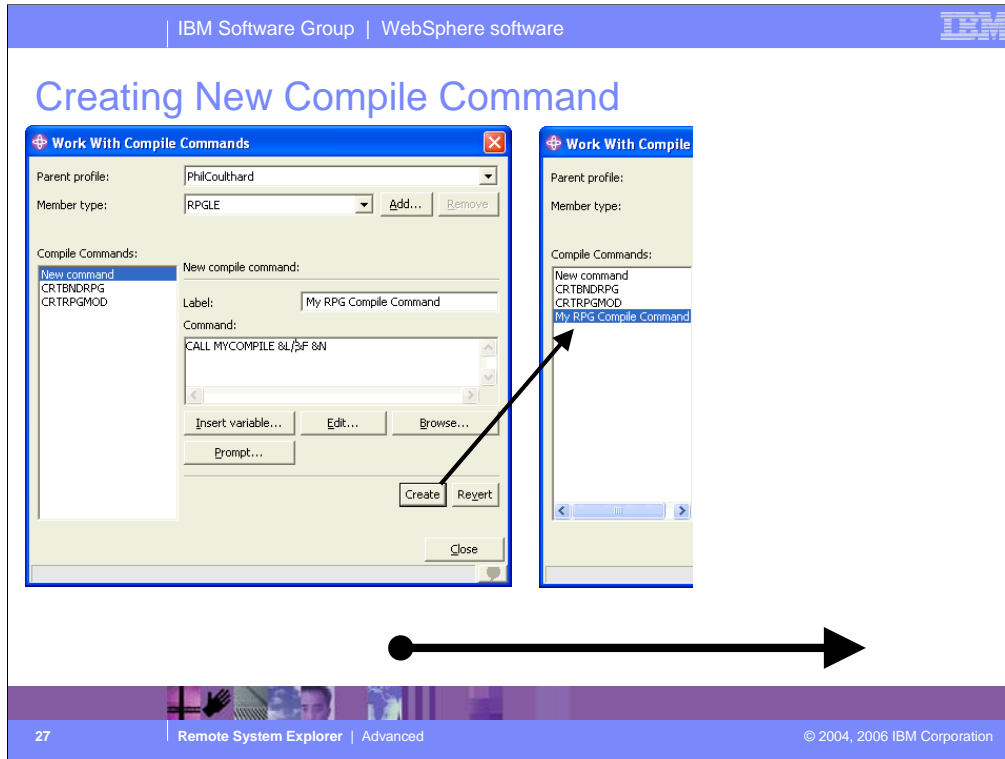 IBM Software Group | WebSphere software
IBM
Creating New Compile Command
Work With Compile Commands
Parent profile:
PhilCoulthard
Member type:
RPGLE
Add...
Remove
Compile Commands:
New command
CRTBNDRPG
CRTRPGMOD
New compile command:
Label:
My RPG Compile Command
Command:
CALL MYCOMPILE &L/ &N
Insert variable...
Edit...
Browse...
Prompt...
Create
Revert
Close
Work With Compile
Parent profile:
Member type:
Compile Commands:
New command
CRTBNDRPG
CRTRPGMOD
My RPG Compile Command
27
Remote System Explorer | Advanced
© 2004, 2006 IBM Corporation